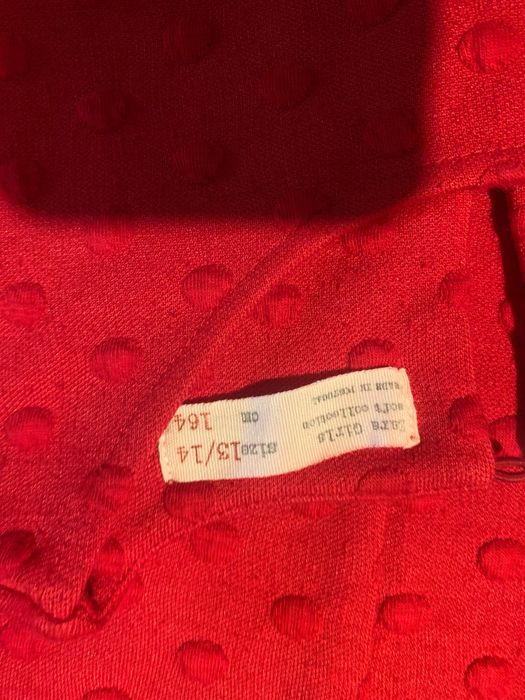 Zara Girls
soft collection
MADE IN PORTUGAL
size 13/14
CM 164